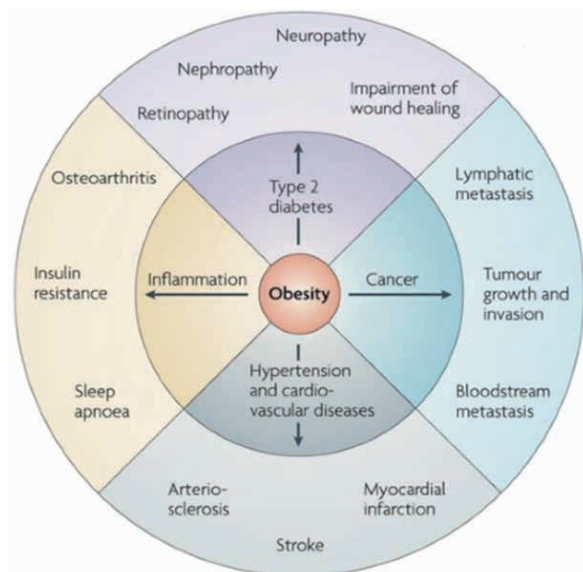 Neuropathy
Nephropathy
Retinopathy
Impairment of
wound healing
Type 2
diabetes
Osteoarthritis
Insulin
resistance
Sleep
apnoea
Inflammation
Obesity
Cancer
Lymphatic
metastasis
Tumour
growth and
invasion
Bloodstream
metastasis
Hypertension
and cardio-
vascular diseases
Arterio-
sclerosis
Stroke
Myocardial
infarction